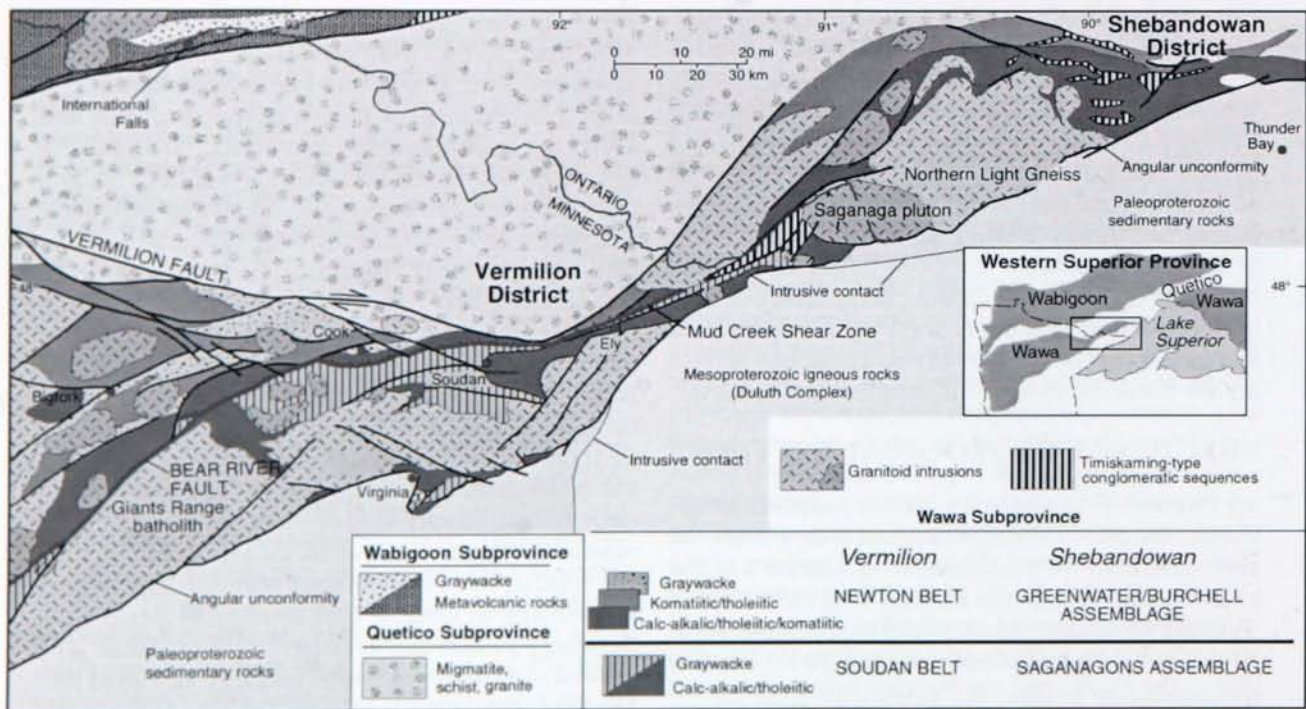 93°
92°
91°
90°
Shebandowan
District
0 10 20 mi
0 10 20 30 km
International
Falls
Thunder
Bay
Angular unconformity
Northern Light Gneiss
ONTARIO
MINNESOTA
Saganaga pluton
Paleoproterozoic
sedimentary rocks
VERMILION FAULT
Vermilion
District
Western Superior Province
Quetico
Wabigoon
Wawa
Lake
Superior
Wawa
48°
48°
Intrusive contact
Cook
Ely
Mud Creek Shear Zone
Soudan
Bigfork
Mesoproterozoic igneous rocks
(Duluth Complex)
BEAR RIVER
FAULT
Giants Range
batholith
Virginia
Intrusive contact
Granitoid intrusions
Timiskaming-type
conglomeratic sequences
Angular unconformity
Paleoproterozoic
sedimentary rocks
Wabigoon Subprovince
Graywacke
Metavolcanic rocks
Quetico Subprovince
Migmatite,
schist, granite
Wawa Subprovince
Vermilion Shebandowan
Graywacke
Komatiitic/tholeiitic
Calc-alkalic/tholeiitic/komatiitic
NEWTON BELT
GREENWATER/BURCHELL
ASSEMBLAGE
Graywacke
Calc-alkalic/tholeiitic
SOUDAN BELT
SAGANAGONS ASSEMBLAGE